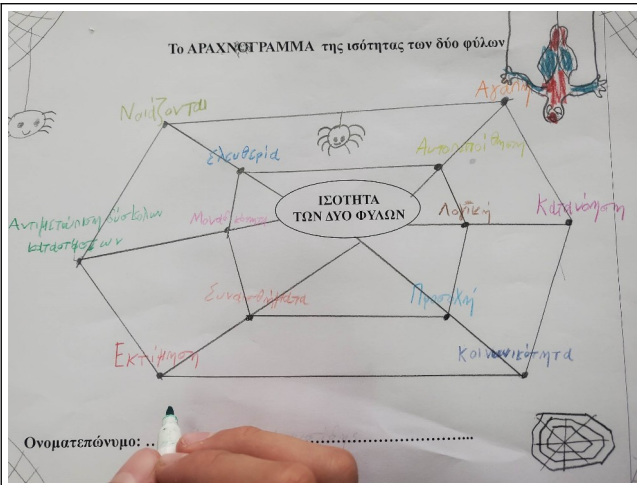 Το ΑΡΑΧΝΟΓΡΑΜΜΑ της ισότητας των δύο φύλων
Αγάπη
Νοιάζονται
Αυτοπεποίθηση
Ελευθερία
ΙΣΟΤΗΤΑ
ΤΩΝ ΔΥΟ ΦΥΛΩΝ
Λογική
Κατανόηση
Αντιμετώπιση δύσκολων
καταστάσεων
Συναισθήματα
Προσοχή
Εκτίμηση
Κοινωνικότητα
Ονοματεπώνυμο: